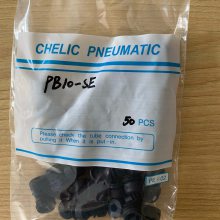 CHELIC PNEUMATIC
PB10-SE
50 PCS
Please check the tube connection by
pulling it When it is put-in.